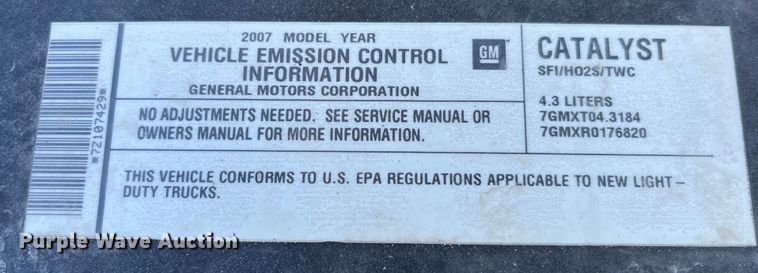 2007 MODEL YEAR
VEHICLE EMISSION CONTROL
INFORMATION
GENERAL MOTORS CORPORATION
GM
NO ADJUSTMENTS NEEDED. SEE SERVICE MANUAL OR
OWNERS MANUAL FOR MORE INFORMATION.
CATALYST
SFI/HO2S/TWC
4.3 LITERS
7GMXT04.3184
7GMXR0176820
THIS VEHICLE CONFORMS TO U.S. EPA REGULATIONS APPLICABLE TO NEW LIGHT-
DUTY TRUCKS.
*7Z107429*
Purple Wave Auction